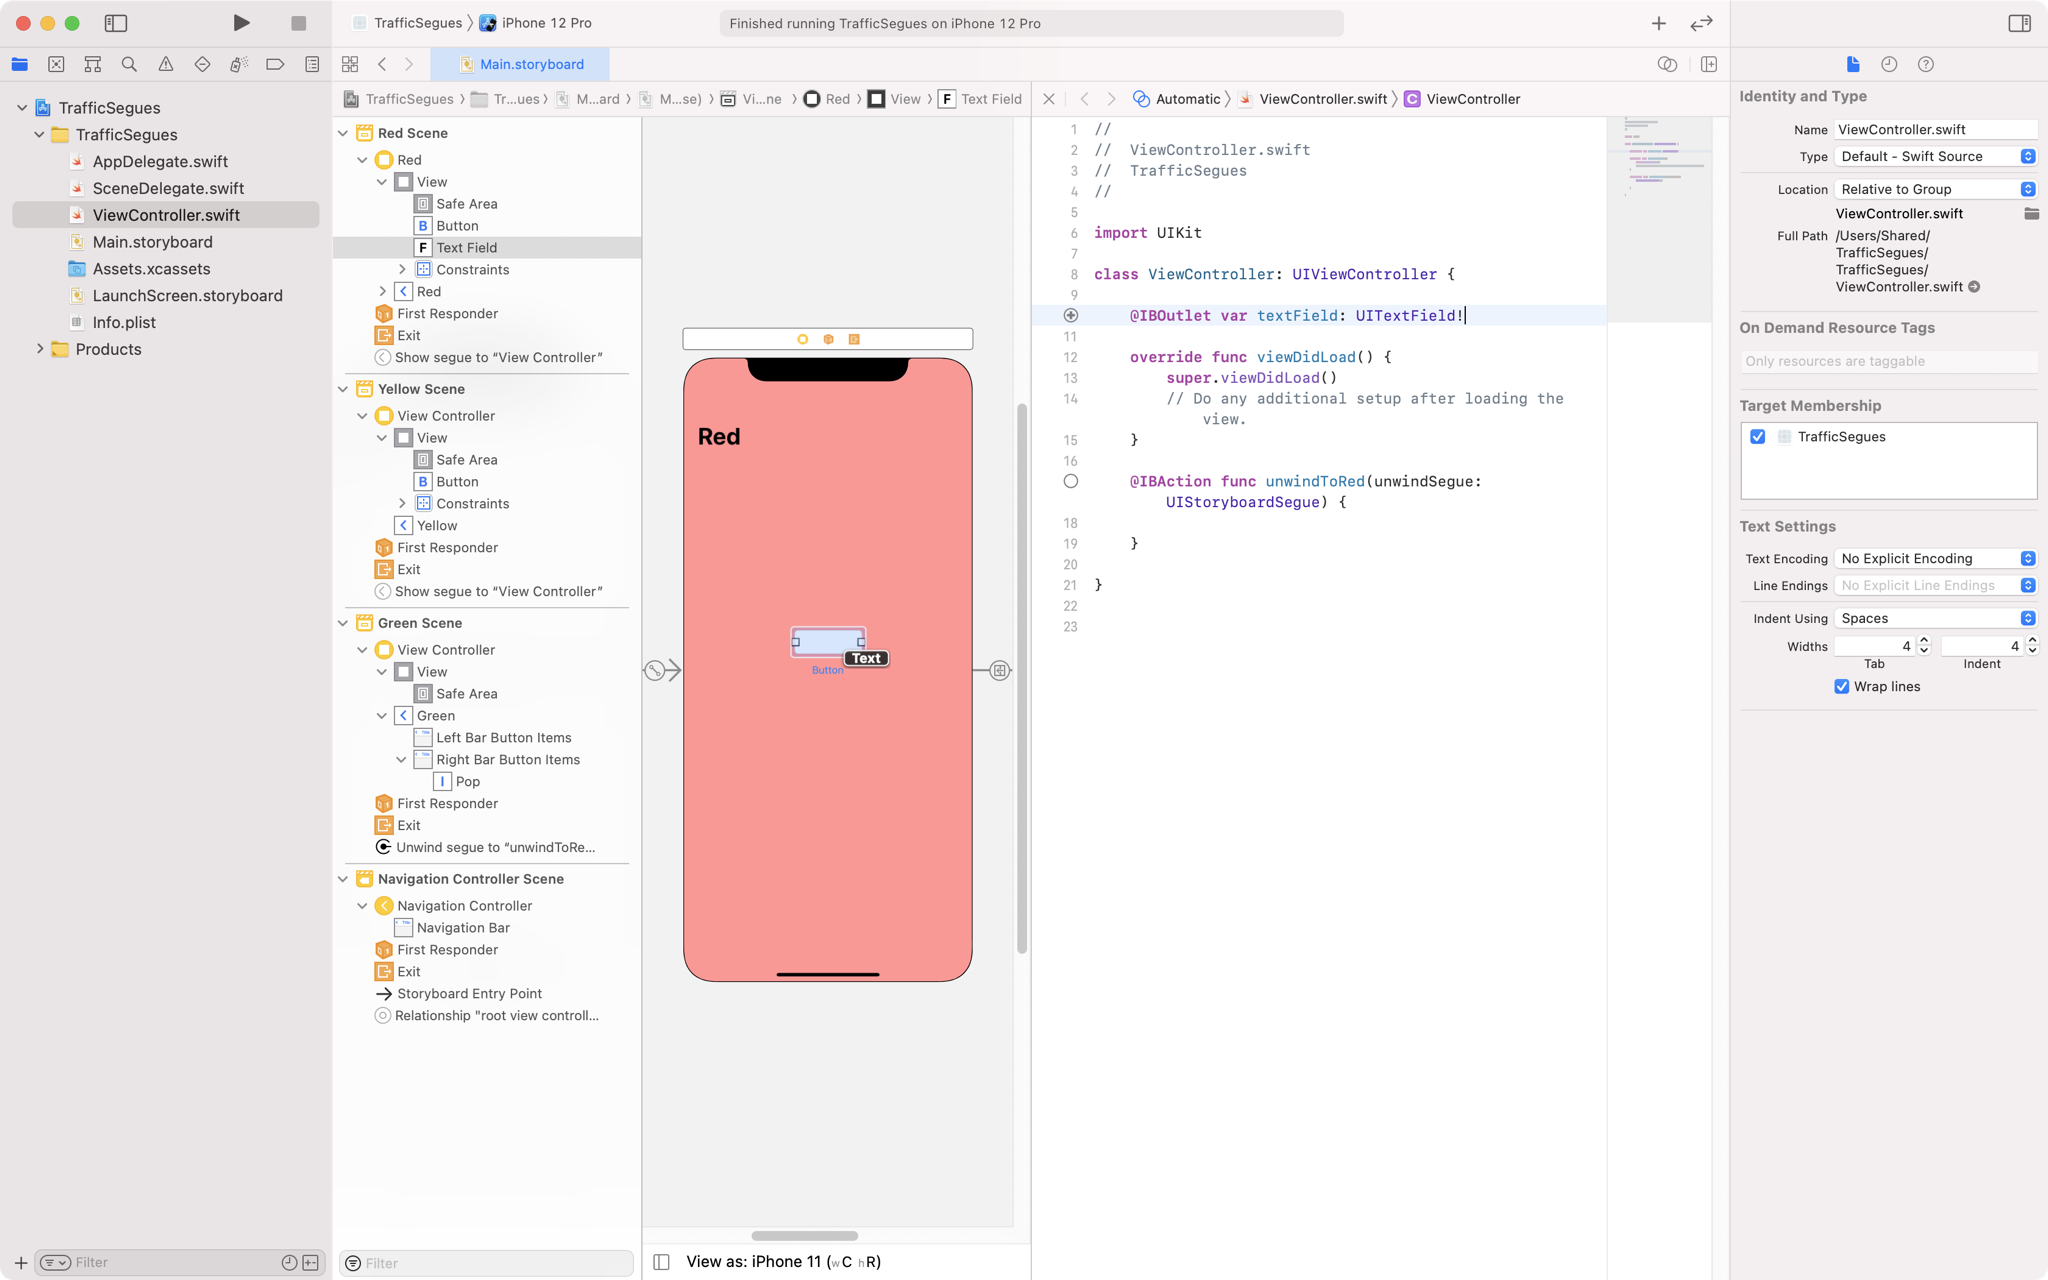 TrafficSegues
iPhone 12 Pro
Finished running TrafficSegues on iPhone 12 Pro
Main.storyboard
TrafficSegues
TrafficSegues
AppDelegate.swift
SceneDelegate.swift
ViewController.swift
Main.storyboard
Assets.xcassets
LaunchScreen.storyboard
Info.plist
Products
Filter
TrafficSegues
Tr...ues
M...ard
M...se)
Vi...ne
Red
View
F
Text Field
Red Scene
Red
View
Safe Area
B Button
F Text Field
Constraints
Red
First Responder
Exit
Show segue to “View Controller”
Yellow Scene
View Controller
View
Safe Area
B Button
Constraints
Yellow
First Responder
Exit
Show segue to “View Controller”
Green Scene
View Controller
View
Safe Area
Green
Left Bar Button Items
Right Bar Button Items
Pop
First Responder
Exit
Unwind segue to “unwindToRe...
Navigation Controller Scene
Navigation Controller
Navigation Bar
First Responder
Exit
Storyboard Entry Point
Relationship "root view controll...
Filter
Red
Text
Button
View as: iPhone 11 (wC hR)
Automatic
ViewController.swift
C ViewController
1 //
2 //  ViewController.swift
3 //  TrafficSegues
4 //
5
6 import UIKit
7
8 class ViewController: UIViewController {
9
@IBOutlet var textField: UITextField!
11
12 override func viewDidLoad() {
13 super.viewDidLoad()
14 // Do any additional setup after loading the
view.
15 }
16
@IBAction func unwindToRed(unwindSegue:
UIStoryboardSegue) {
18
19 }
20
21 }
22
23
Identity and Type
Name ViewController.swift
Type Default - Swift Source
Location Relative to Group
ViewController.swift
Full Path /Users/Shared/
TrafficSegues/
TrafficSegues/
ViewController.swift
On Demand Resource Tags
Only resources are taggable
Target Membership
TrafficSegues
Text Settings
Text Encoding No Explicit Encoding
Line Endings No Explicit Line Endings
Indent Using Spaces
Widths 4 4
Tab Indent
Wrap lines